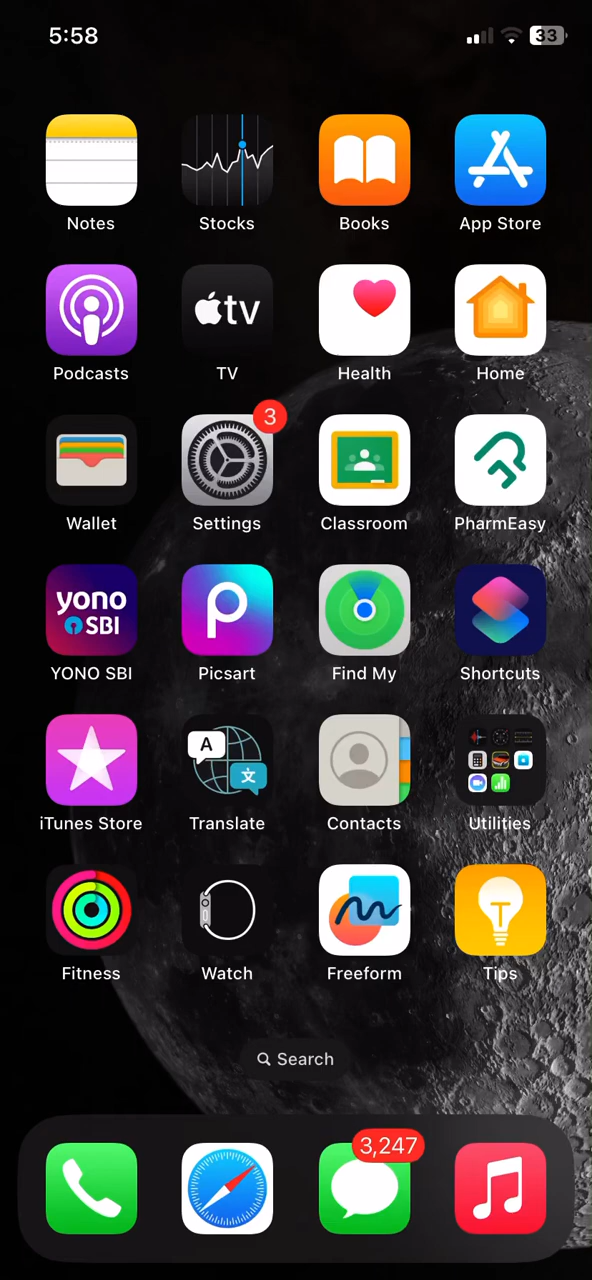 5:58
33
Notes
Stocks
Books
App Store
tv
Podcasts
TV
Health
Home
3
Wallet
Settings
Classroom
PharmEasy
yono
SBI
YONO SBI
Picsart
Find My
Shortcuts
A
文
iTunes Store
Translate
Contacts
Utilities
Fitness
Watch
Freeform
Tips
Search
3,247